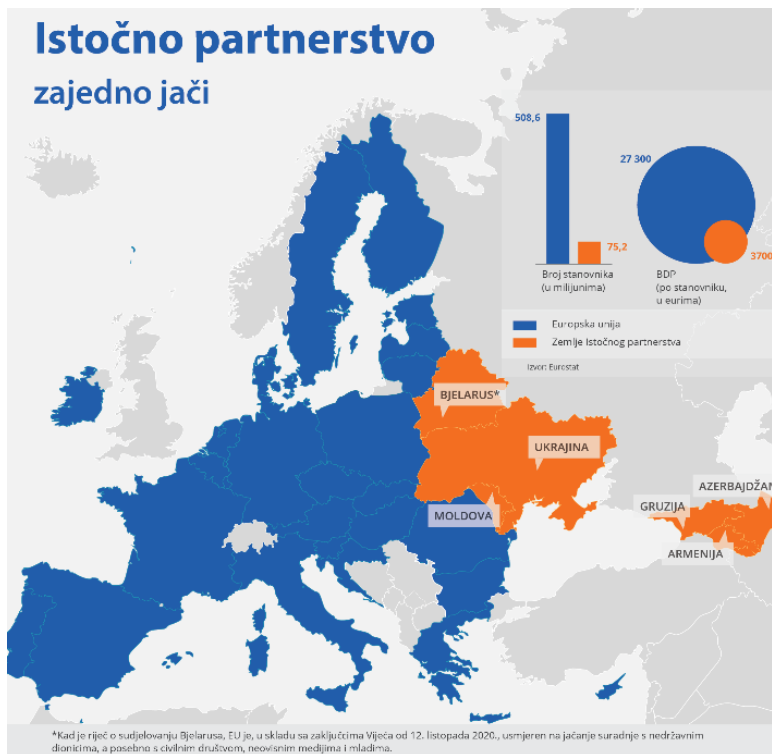 Istočno partnerstvo
zajedno jači
508,6
75,2
Broj stanovnika
(u milijunima)
27 300
3700
BDP
(po stanovniku,
u eurima)
Europska unija
Zemlje Istočnog partnerstva
Izvor: Eurostat
BJELARUS*
UKRAJINA
MOLDOVA
AZERBAJDŽAN
GRUZIJA
ARMENIJA
*Kad je riječ o sudjelovanju Bjelarusa, EU je, u skladu sa zaključcima Vijeća od 12. listopada 2020., usmjeren na jačanje suradnje s nedržavnim
dionicima, a posebno s civilnim društvom, neovisnim medijima i mladima.